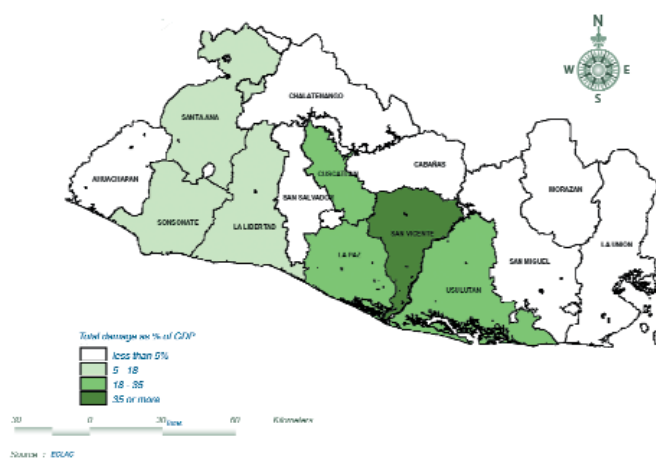 N
W E
S
CHALATENANGO
SANTA ANA
CABAÑAS
CUSCATLAN
AHUACHAPAN
MORAZAN
SAN SALVADOR
SONSONATE
LA LIBERTAD
SAN VICENTE
LA UNION
LA PAZ
SAN MIGUEL
USULUTAN
Total damage as % of GDP
less than 5%
5 - 18
18 - 35
35 or more
30 0 30 60 Kilometers
Source : ECLAC